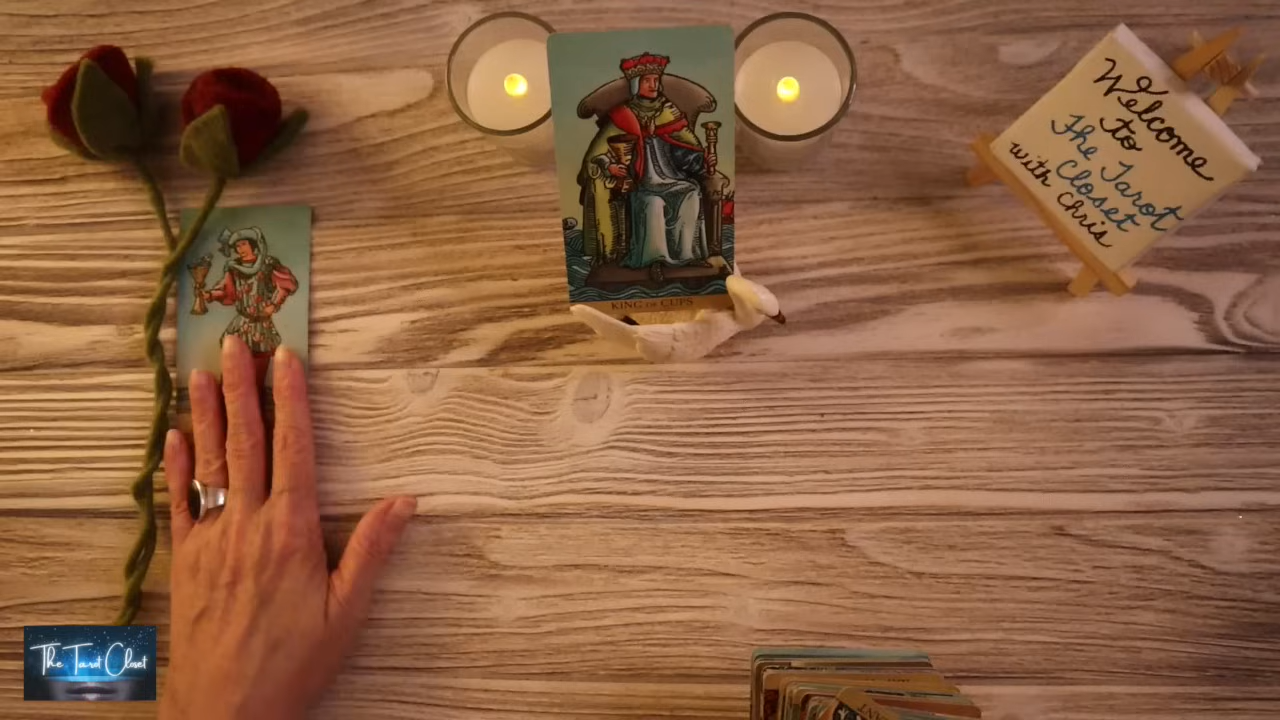 KING OF CUPS
Welcome
to
The Tarot
Closet
with Chris
The Tarot Closet